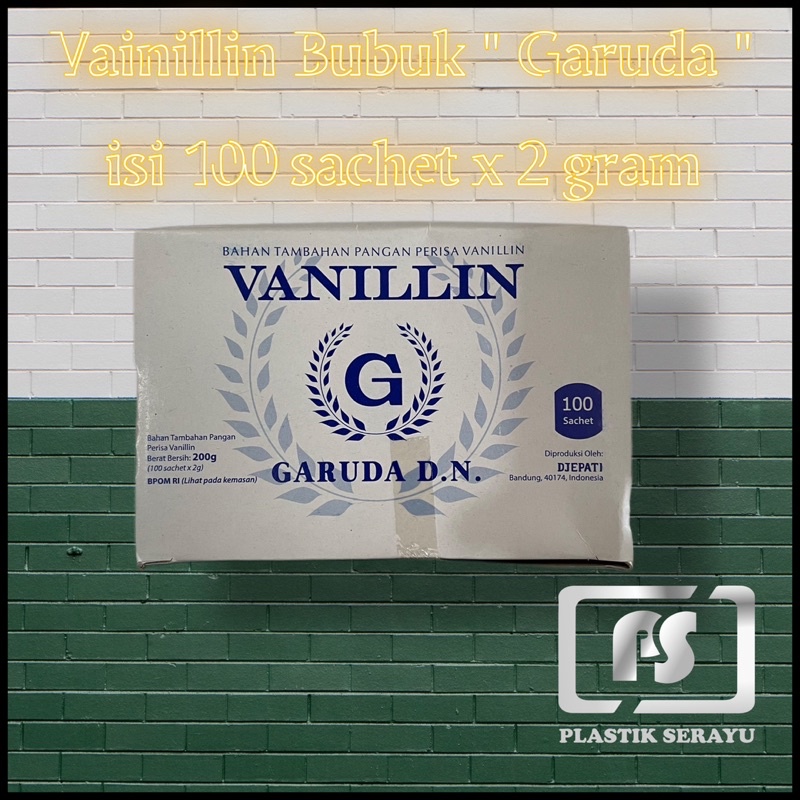 Vainillin Bubuk " Garuda "
isi 100 sachet x 2 gram
BAHAN TAMBAHAN PANGAN PERISA VANILLIN
VANILLIN
G
100
Sachet
Bahan Tambahan Pangan
Perisa Vanillin
Berat Bersih: 200g
(100 sachet x 2g)
BPOM RI (Lihat pada kemasan)
GARUDA D.N.
Diproduksi Oleh:
DJEPATI
Bandung, 40174, Indonesia
PS
PLASTIK SERAYU